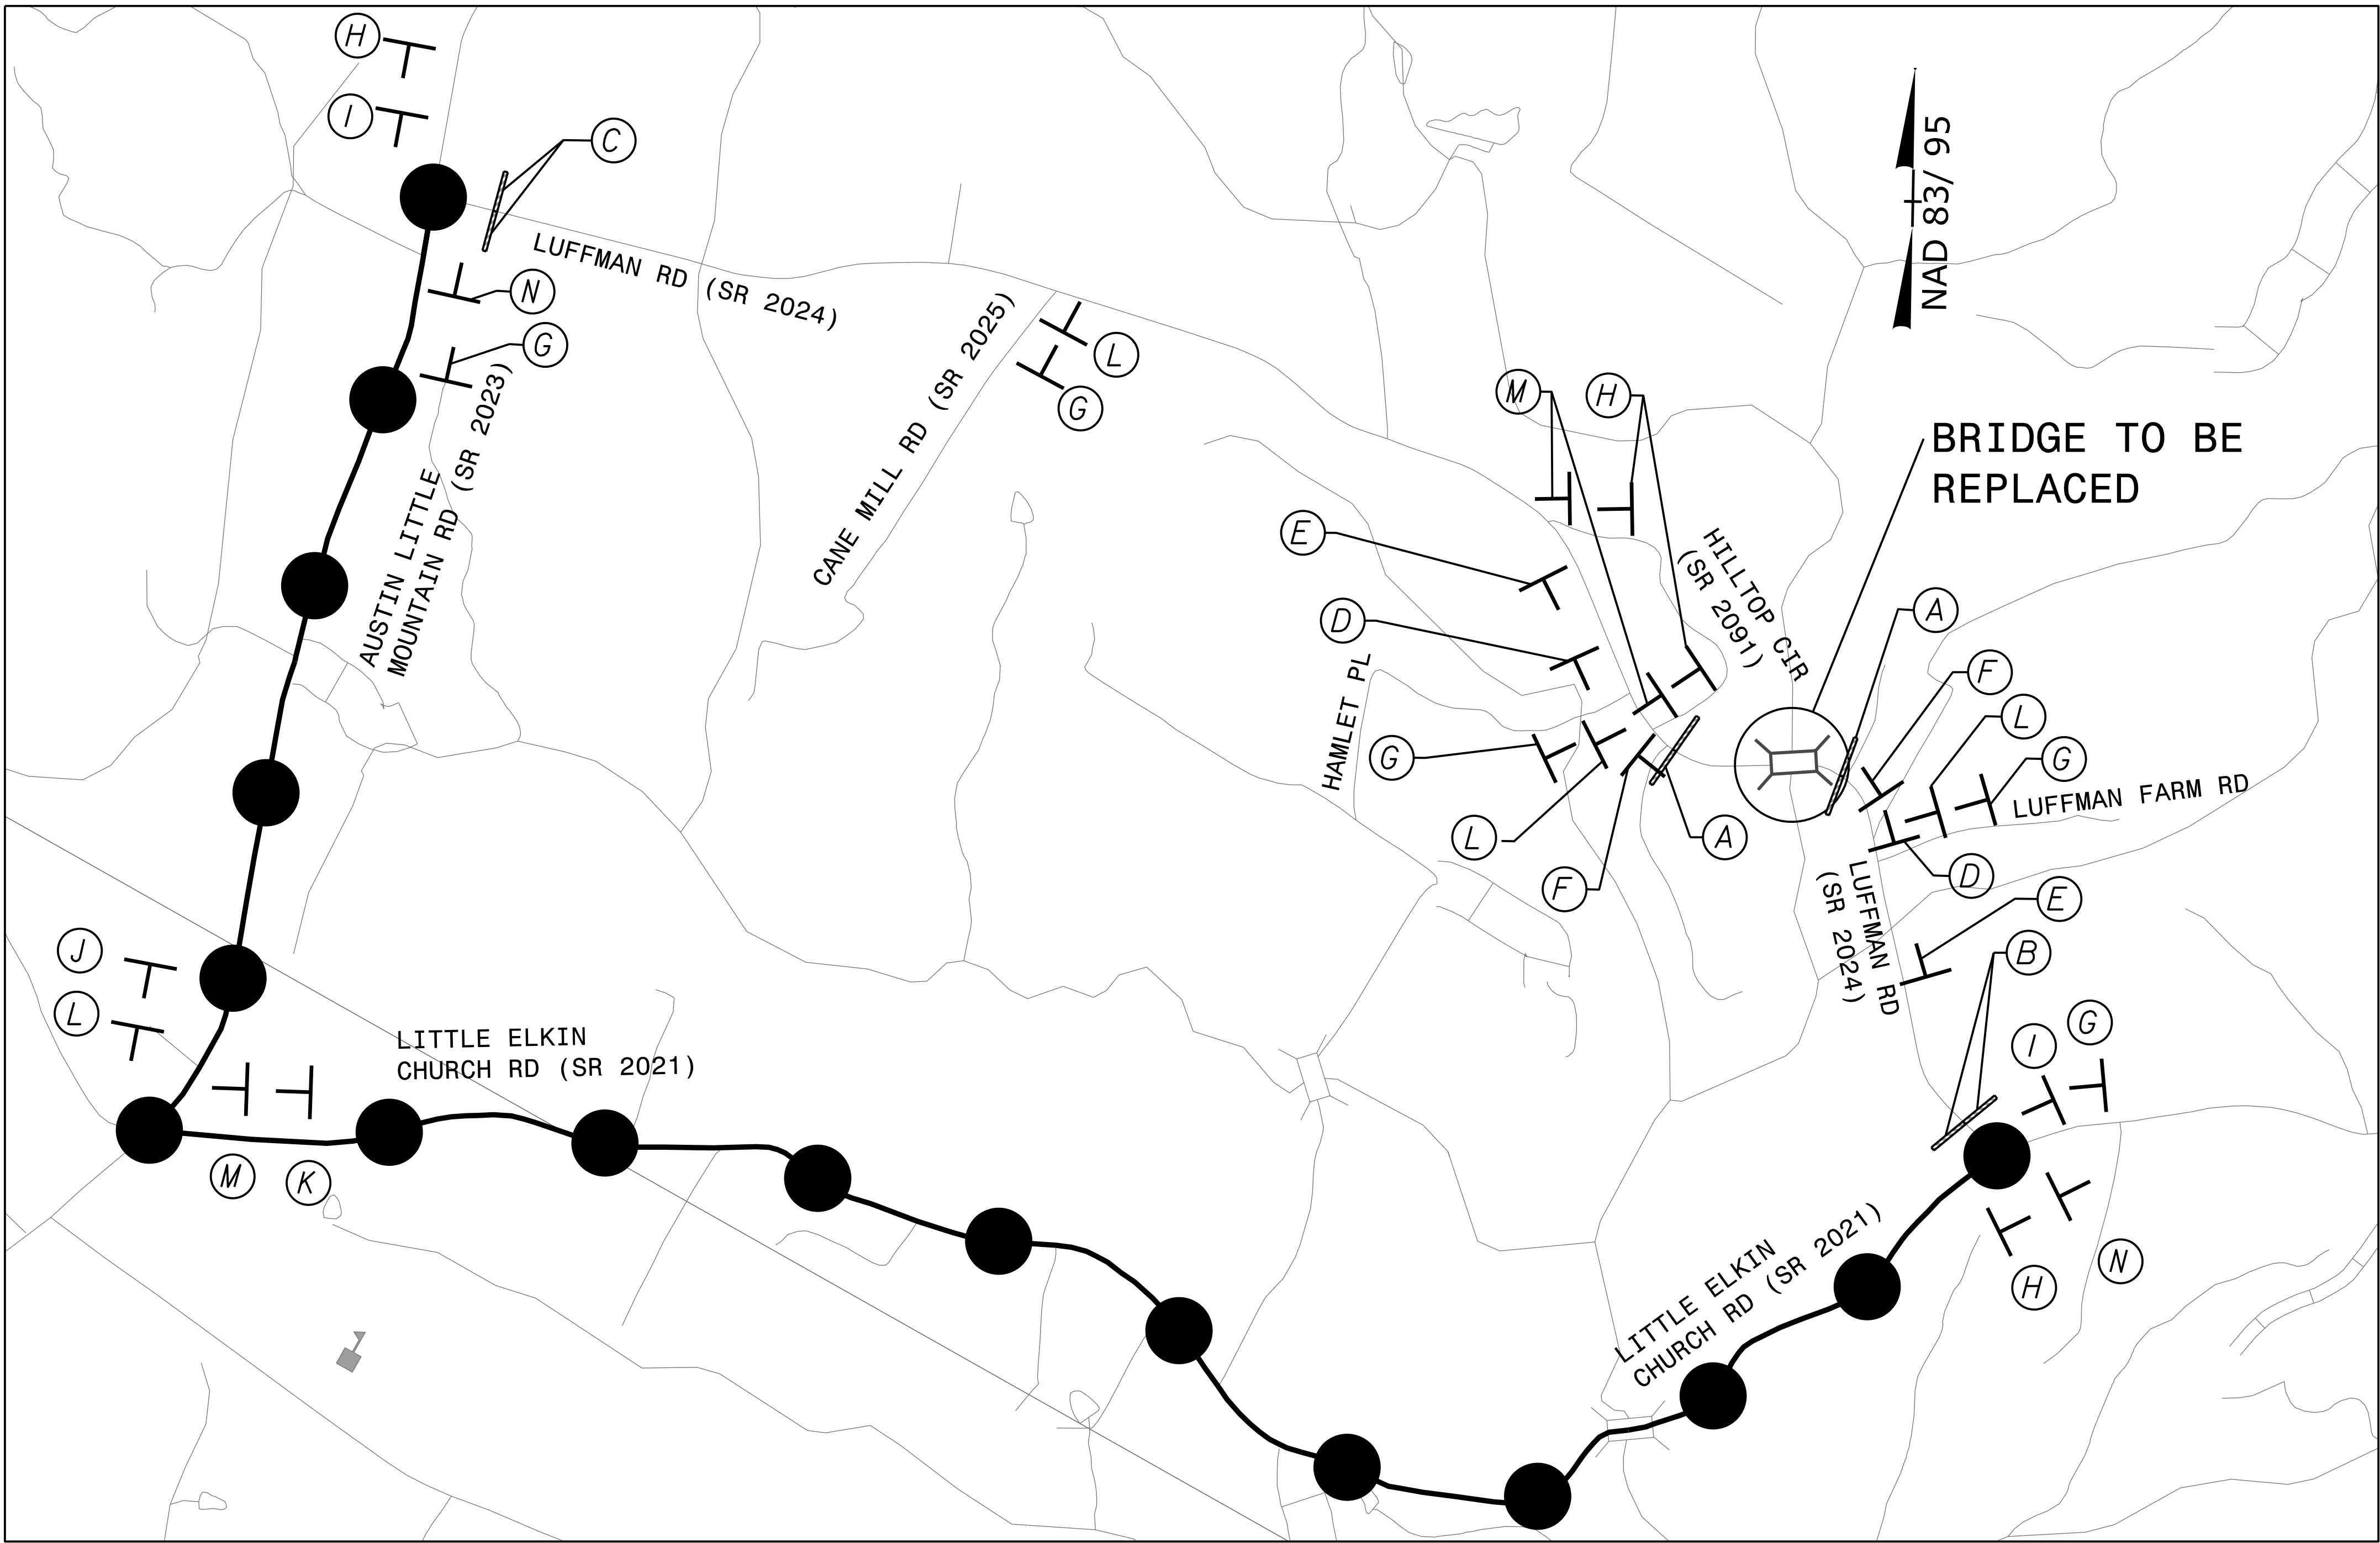 H
I
C
LUFFMAN RD (SR 2024)
N
G
AUSTIN LITTLE
MOUNTAIN RD (SR 2023)
CANE MILL RD (SR 2025)
L
G
M
H
NAD 83/ 95
BRIDGE TO BE
REPLACED
E
D
HILLTOP CIR
(SR 2091)
A
F
L
G
HAMLET PL
G
L
F
A
LUFFMAN FARM RD
D
LUFFMAN RD
(SR 2024)
E
B
I
G
J
L
LITTLE ELKIN
CHURCH RD (SR 2021)
M
K
LITTLE ELKIN
CHURCH RD (SR 2021)
H
N